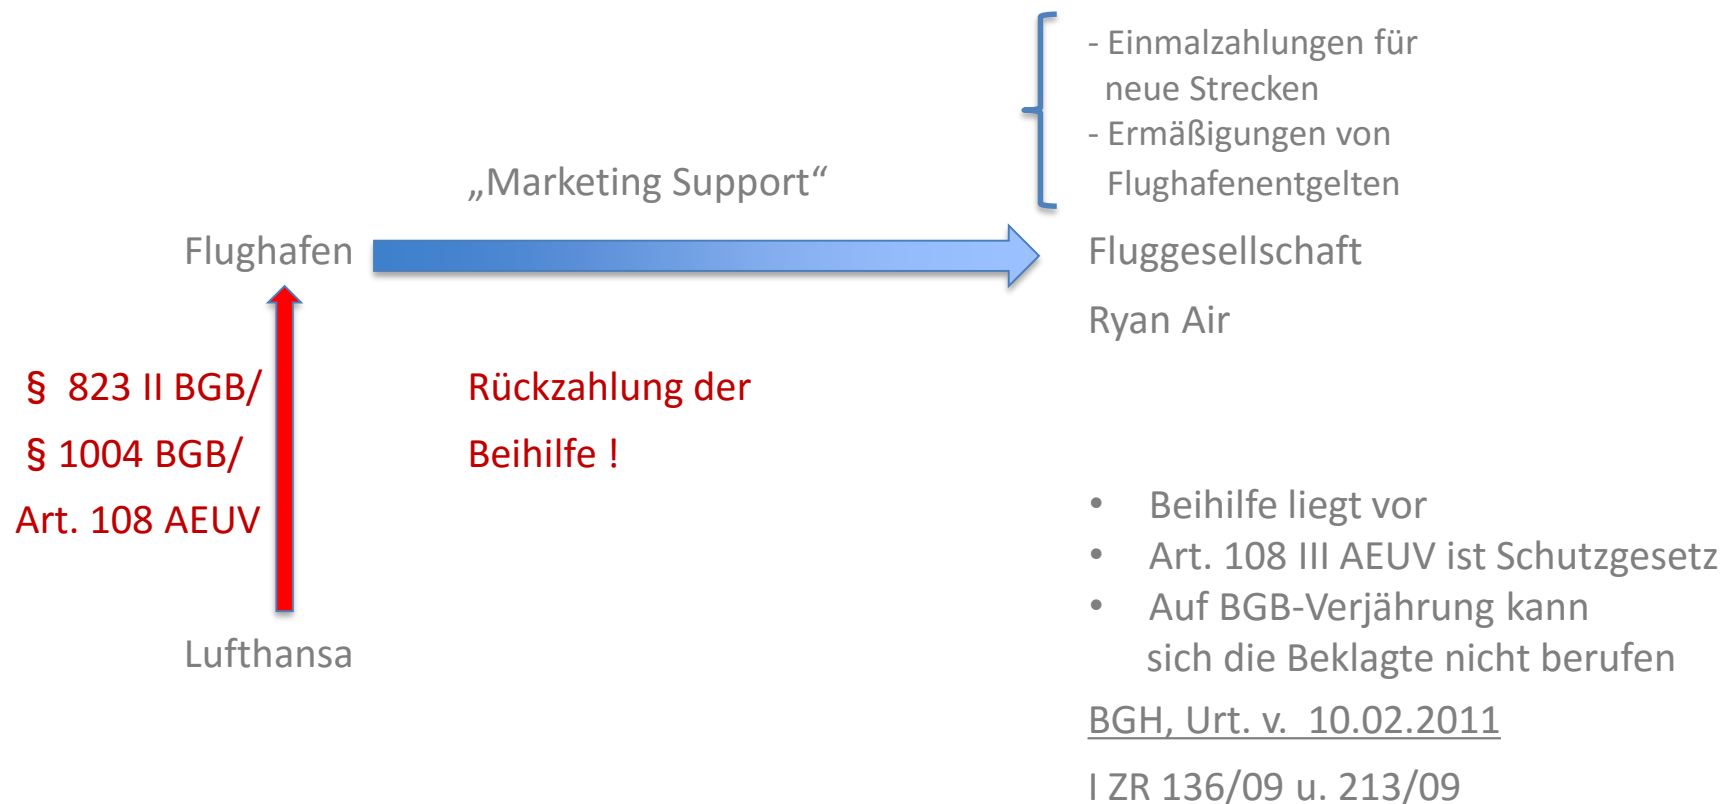 - Einmalzahlungen für
neue Strecken
- Ermäßigungen von
Flughafenentgelten
„Marketing Support“
Flughafen
Fluggesellschaft
Ryan Air
§ 823 II BGB/
§ 1004 BGB/
Art. 108 AEUV
Rückzahlung der
Beihilfe !
Lufthansa
• Beihilfe liegt vor
• Art. 108 III AEUV ist Schutzgesetz
• Auf BGB-Verjährung kann
sich die Beklagte nicht berufen
BGH, Urt. v. 10.02.2011
I ZR 136/09 u. 213/09